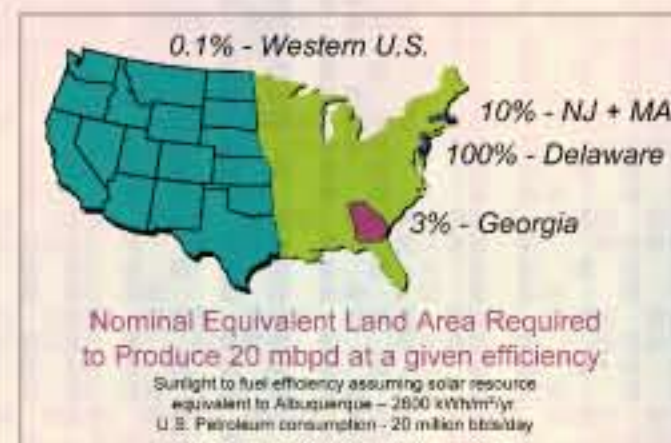 0.1% - Western U.S.
10% - NJ + MA
100% - Delaware
3% - Georgia
Nominal Equivalent Land Area Required
to Produce 20 mbpd at a given efficiency
Sunlight to fuel efficiency assuming solar resource
equivalent to Albuquerque – 2600 kWh/m²/yr
U.S. Petroleum consumption - 20 million bbls/day